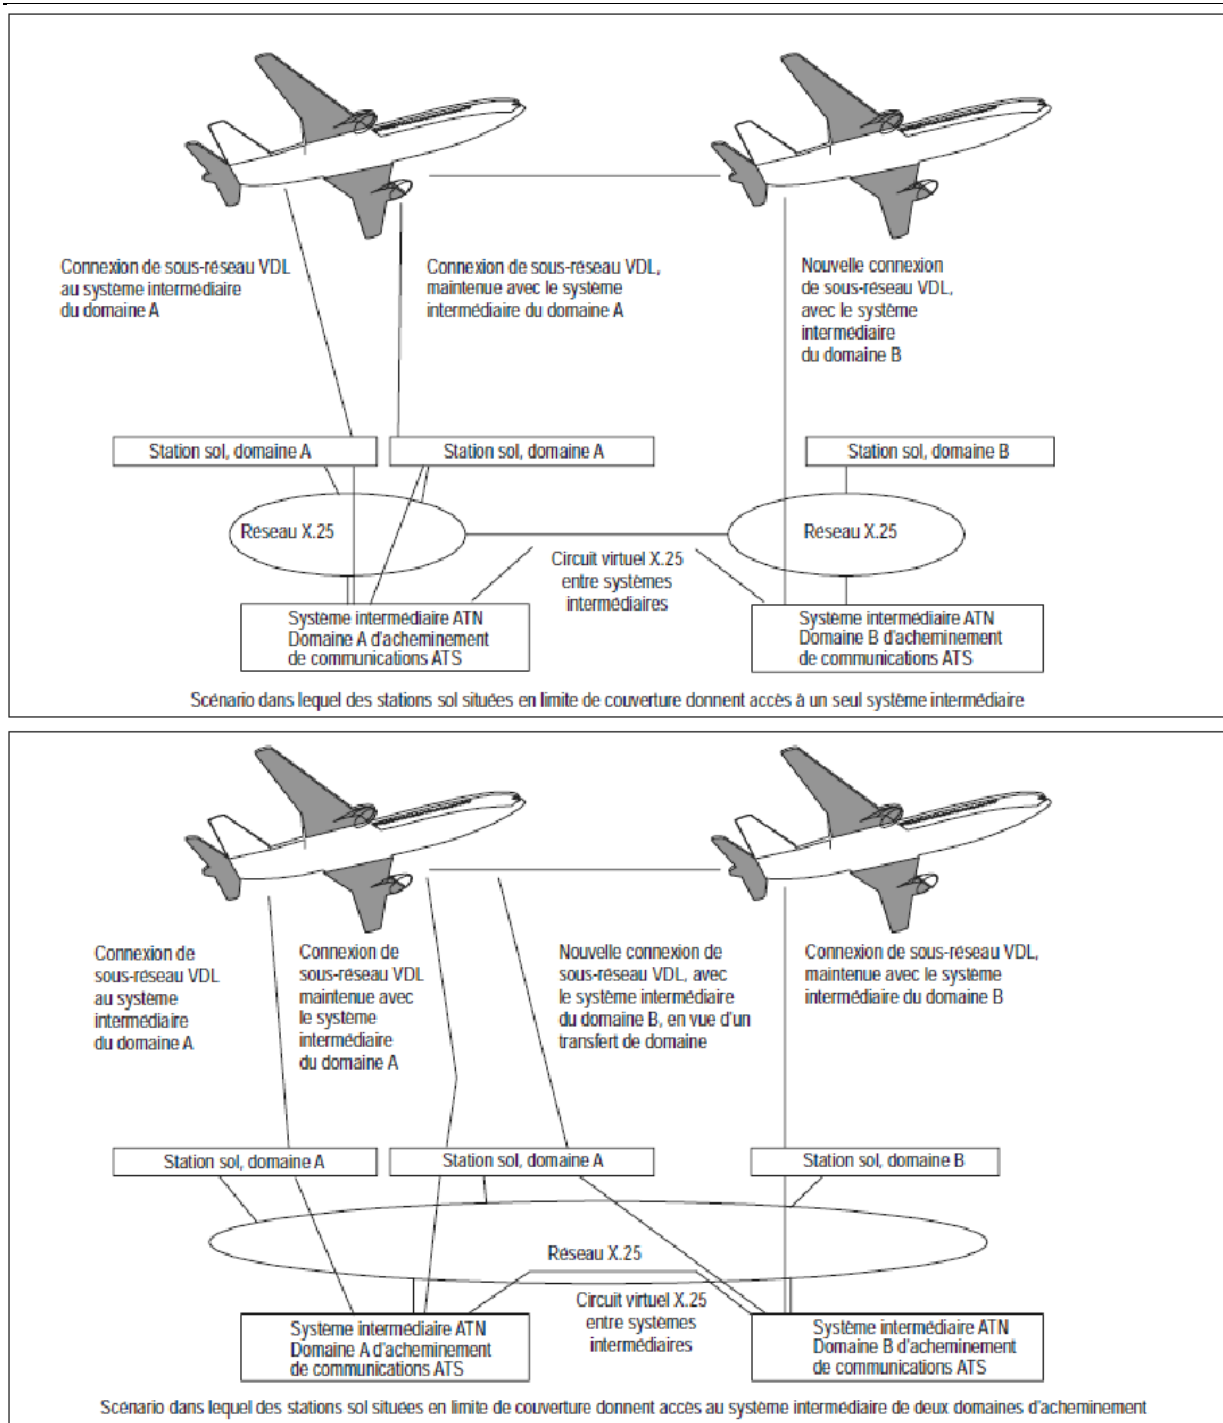 Connexion de sous-réseau VDL
au système intermédiaire
du domaine A
Connexion de sous-réseau VDL,
maintenue avec le système
intermédiaire du domaine A
Nouvelle connexion
de sous-réseau VDL,
avec le système
intermédiaire
du domaine B
Station sol, domaine A
Station sol, domaine A
Station sol, domaine B
Réseau X.25
Réseau X.25
Circuit virtuel X.25
entre systèmes
intermédiaires
Système intermédiaire ATN
Domaine A d'acheminement
de communications ATS
Système intermédiaire ATN
Domaine B d'acheminement
de communications ATS
Scénario dans lequel des stations sol situées en limite de couverture donnent accès à un seul système intermédiaire
Connexion de
sous-réseau VDL
au système
intermédiaire
du domaine A
Connexion de
sous-réseau VDL
maintenue avec
le système
intermédiaire
du domaine A
Nouvelle connexion de
sous-réseau VDL, avec
le système intermédiaire
du domaine B, en vue d'un
transfert de domaine
Connexion de sous-réseau VDL,
maintenue avec le système
intermédiaire du domaine B
Station sol, domaine A
Station sol, domaine A
Station sol, domaine B
Réseau X.25
Circuit virtuel X.25
entre systèmes
intermédiaires
Système intermédiaire ATN
Domaine A d'acheminement
de communications ATS
Système intermédiaire ATN
Domaine B d'acheminement
de communications ATS
Scénario dans lequel des stations sol situées en limite de couverture donnent accès au système intermédiaire de deux domaines d'acheminement